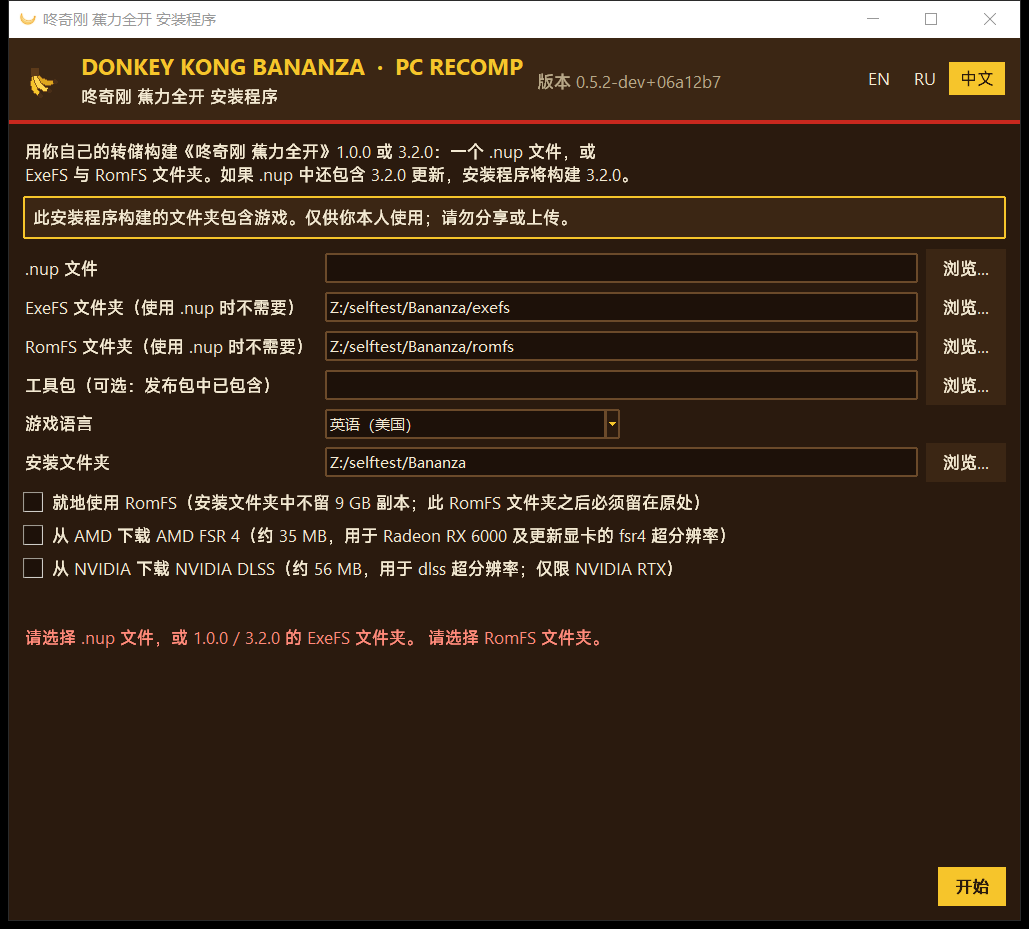 咚奇刚 蕉力全开 安装程序
DONKEY KONG BANANZA · PC RECOMP
咚奇刚 蕉力全开 安装程序
版本 0.5.2-dev+06a12b7
EN
RU
中文
用你自己的转储构建《咚奇刚 蕉力全开》1.0.0 或 3.2.0：一个 .nup 文件，或
ExeFS 与 RomFS 文件夹。如果 .nup 中还包含 3.2.0 更新，安装程序将构建 3.2.0。
此安装程序构建的文件夹包含游戏。仅供你本人使用；请勿分享或上传。
.nup 文件
浏览...
ExeFS 文件夹（使用 .nup 时不需要）
Z:/selftest/Bananza/exefs
浏览...
RomFS 文件夹（使用 .nup 时不需要）
Z:/selftest/Bananza/romfs
浏览...
工具包（可选：发布包中已包含）
浏览...
游戏语言
英语（美国）
安装文件夹
Z:/selftest/Bananza
浏览...
就地使用 RomFS（安装文件夹中不留 9 GB 副本；此 RomFS 文件夹之后必须留在原处）
从 AMD 下载 AMD FSR 4（约 35 MB，用于 Radeon RX 6000 及更新显卡的 fsr4 超分辨率）
从 NVIDIA 下载 NVIDIA DLSS（约 56 MB，用于 dlss 超分辨率；仅限 NVIDIA RTX）
请选择 .nup 文件，或 1.0.0 / 3.2.0 的 ExeFS 文件夹。 请选择 RomFS 文件夹。
开始